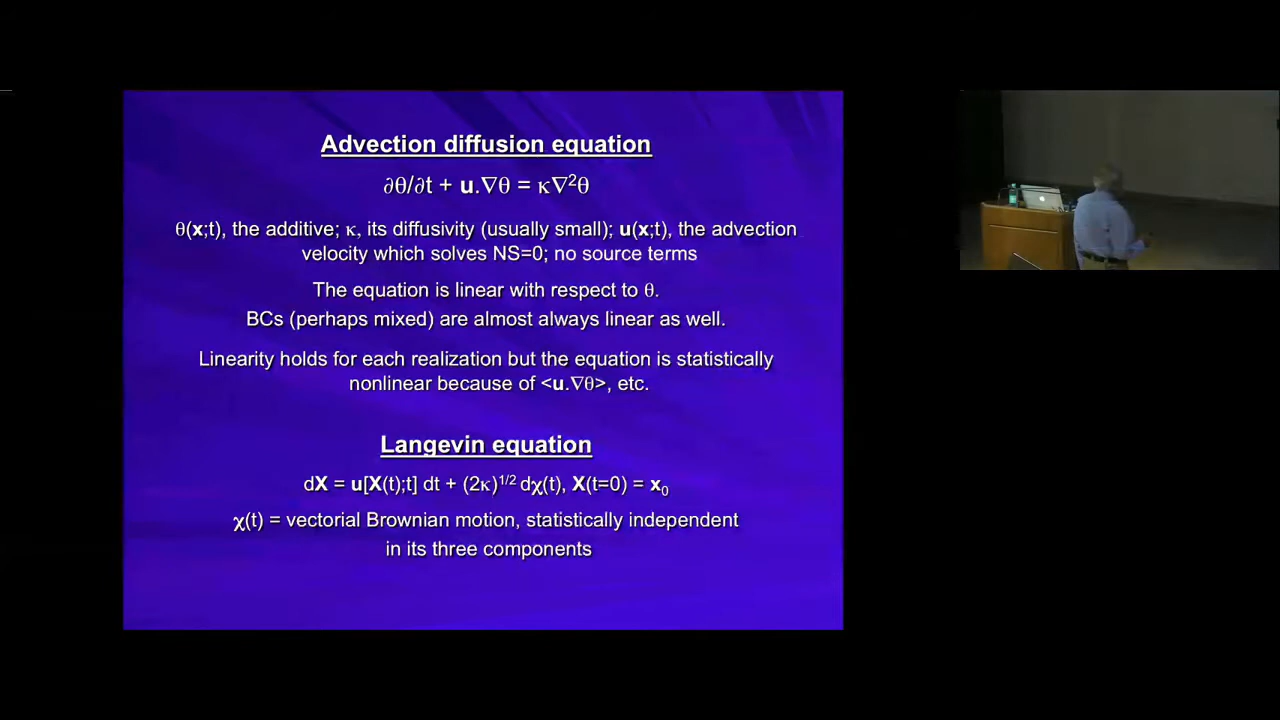 Advection diffusion equation
∂θ/∂t + u.∇θ = κ∇²θ
θ(x;t), the additive; κ, its diffusivity (usually small); u(x;t), the advection
velocity which solves NS=0; no source terms
The equation is linear with respect to θ.
BCs (perhaps mixed) are almost always linear as well.
Linearity holds for each realization but the equation is statistically
nonlinear because of <u.∇θ>, etc.
Langevin equation
dX = u[X(t);t] dt + (2κ)^1/2 dχ(t), X(t=0) = x₀
χ(t) = vectorial Brownian motion, statistically independent
in its three components